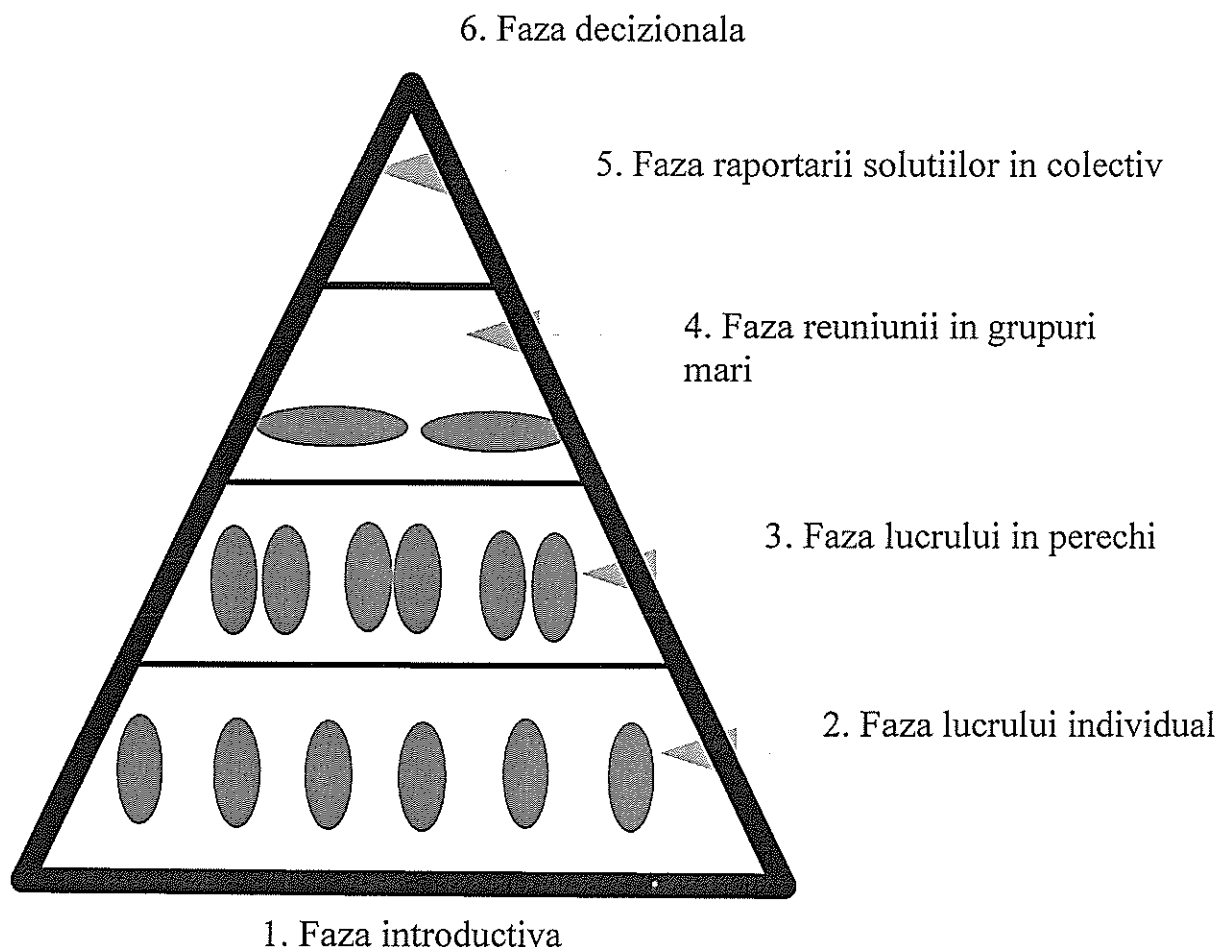 6. Faza decizionala
5. Faza raportarii solutiilor in colectiv
4. Faza reuniunii in grupuri
mari
3. Faza lucrului in perechi
2. Faza lucrului individual
1. Faza introductiva